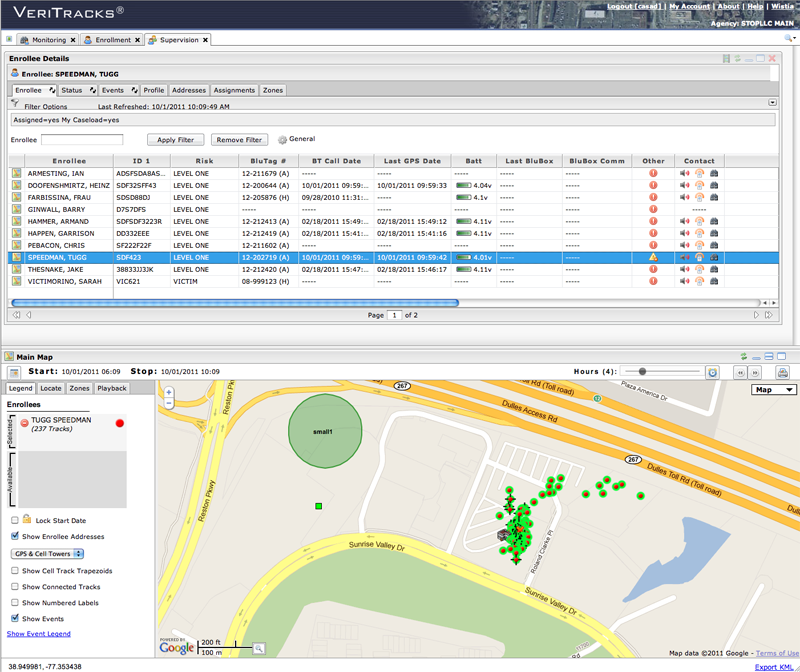 VERITRACKS®
Logout [casad] | My Account | About | Help | Wistia
Agency: STOPLLC MAIN
Monitoring Enrollment Supervision
Enrollee Details
Enrollee: SPEEDMAN, TUGG
Enrollee Status Events Profile Addresses Assignments Zones
Filter Options Last Refreshed: 10/1/2011 10:09:49 AM
Assigned=yes My Caseload=yes
Enrollee Apply Filter Remove Filter General
Enrollee ID 1 Risk BluTag # BT Call Date Last GPS Date Batt Last BluBox BluBox Comm Other Contact
ARMESTING, IAN ADSFSDA8AS... LEVEL ONE 12-211679 (A) ----- ----- ----- -----
DOOFENSHMIRTZ, HEINZ SDF32SFF43 LEVEL ONE 12-200644 (A) 10/01/2011 09:59:... 10/01/2011 09:59:33 4.04v ----- -----
FARBISSINA, FRAU SDSD88DJ LEVEL ONE 12-205876 (H) 09/28/2010 11:31:... ----- 4.1v ----- -----
GINWALL, BARRY D7S7DFS LEVEL ONE ----- ----- ----- ----- ----- -----
HAMMER, ARMAND SDFSDF3223R LEVEL ONE 12-212413 (A) 02/18/2011 15:49:... 02/18/2011 15:49:12 4.11v ----- -----
HAPPEN, GARRISON DD332EEE LEVEL ONE 12-212419 (A) 02/18/2011 15:41:... 02/18/2011 15:41:16 4.11v ----- -----
PEBACON, CHRIS SF222F22F LEVEL ONE 12-211602 (A) ----- ----- ----- -----
SPEEDMAN, TUGG SDF423 LEVEL ONE 12-202719 (A) 10/01/2011 09:59:... 10/01/2011 09:59:42 4.01v ----- -----
THESNAKE, JAKE 38833JJ3JK LEVEL ONE 12-212420 (A) 02/18/2011 15:47:... 02/18/2011 15:46:17 4.11v ----- -----
VICTIMORINO, SARAH VIC621 VICTIM 08-999123 (H) ----- ----- ----- -----
Page 1 of 2
Main Map
Start: 10/01/2011 06:09 Stop: 10/01/2011 10:09 Hours (4):
Legend Locate Zones Playback
Enrollees
Selected
TUGG SPEEDMAN
(237 Tracks)
Available
Lock Start Date
Show Enrollee Addresses
GPS & Cell Towers
Show Cell Track Trapezoids
Show Connected Tracks
Show Numbered Labels
Show Events
Show Event Legend
Map
Reston Pkwy
Reston Pkwy
267
Plaza America Dr
Dulles Toll Rd (Toll road)
Dulles Access Rd
12
small1
267
Dulles Toll Rd (Toll road)
Roland Clarke Pl
Sunrise Valley Dr
Sunrise Valley Dr
Rd
POWERED BY
Google
200 ft
100 m
Map data ©2011 Google - Terms of Use
38.949981, -77.353438
Export KML